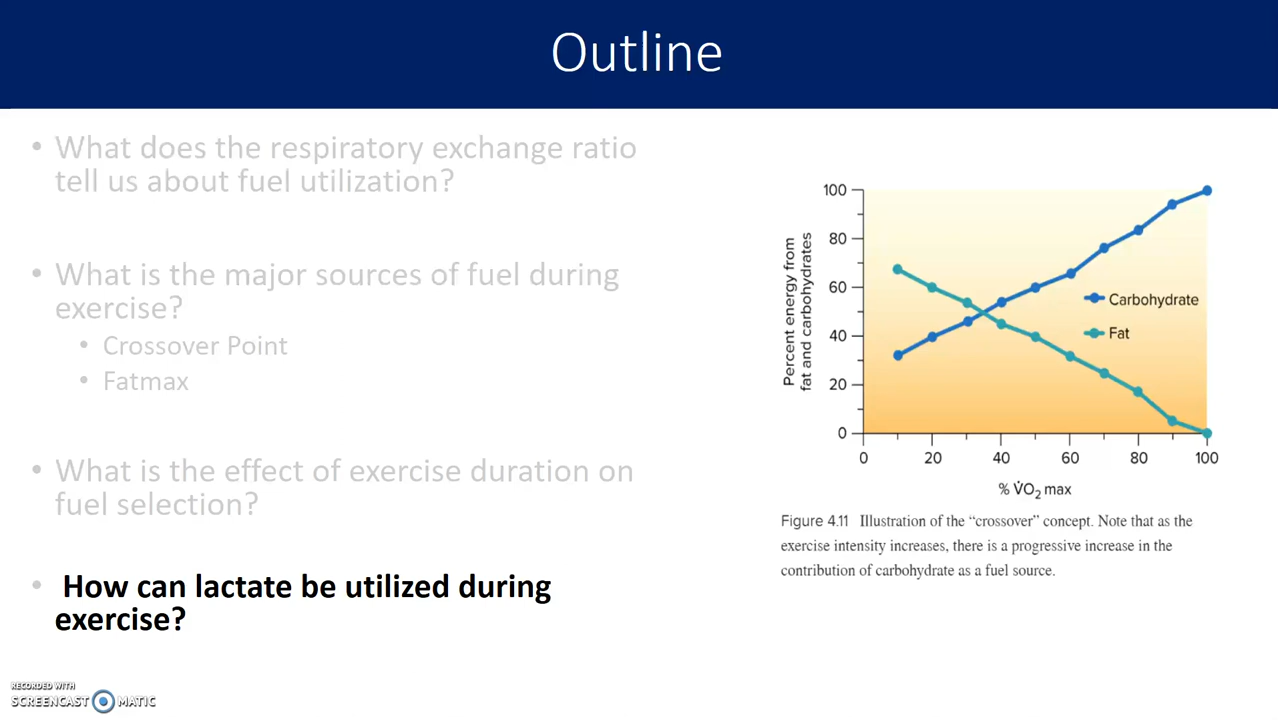 Outline
• What does the respiratory exchange ratio
tell us about fuel utilization?
• What is the major sources of fuel during
exercise?
• Crossover Point
• Fatmax
• What is the effect of exercise duration on
fuel selection?
• How can lactate be utilized during
exercise?
Percent energy from
fat and carbohydrates
100
80
60
40
20
0
Carbohydrate
Fat
0 20 40 60 80 100
% V̇O₂ max
Figure 4.11 Illustration of the “crossover” concept. Note that as the
exercise intensity increases, there is a progressive increase in the
contribution of carbohydrate as a fuel source.
RECORDED WITH
SCREENCAST MATIC